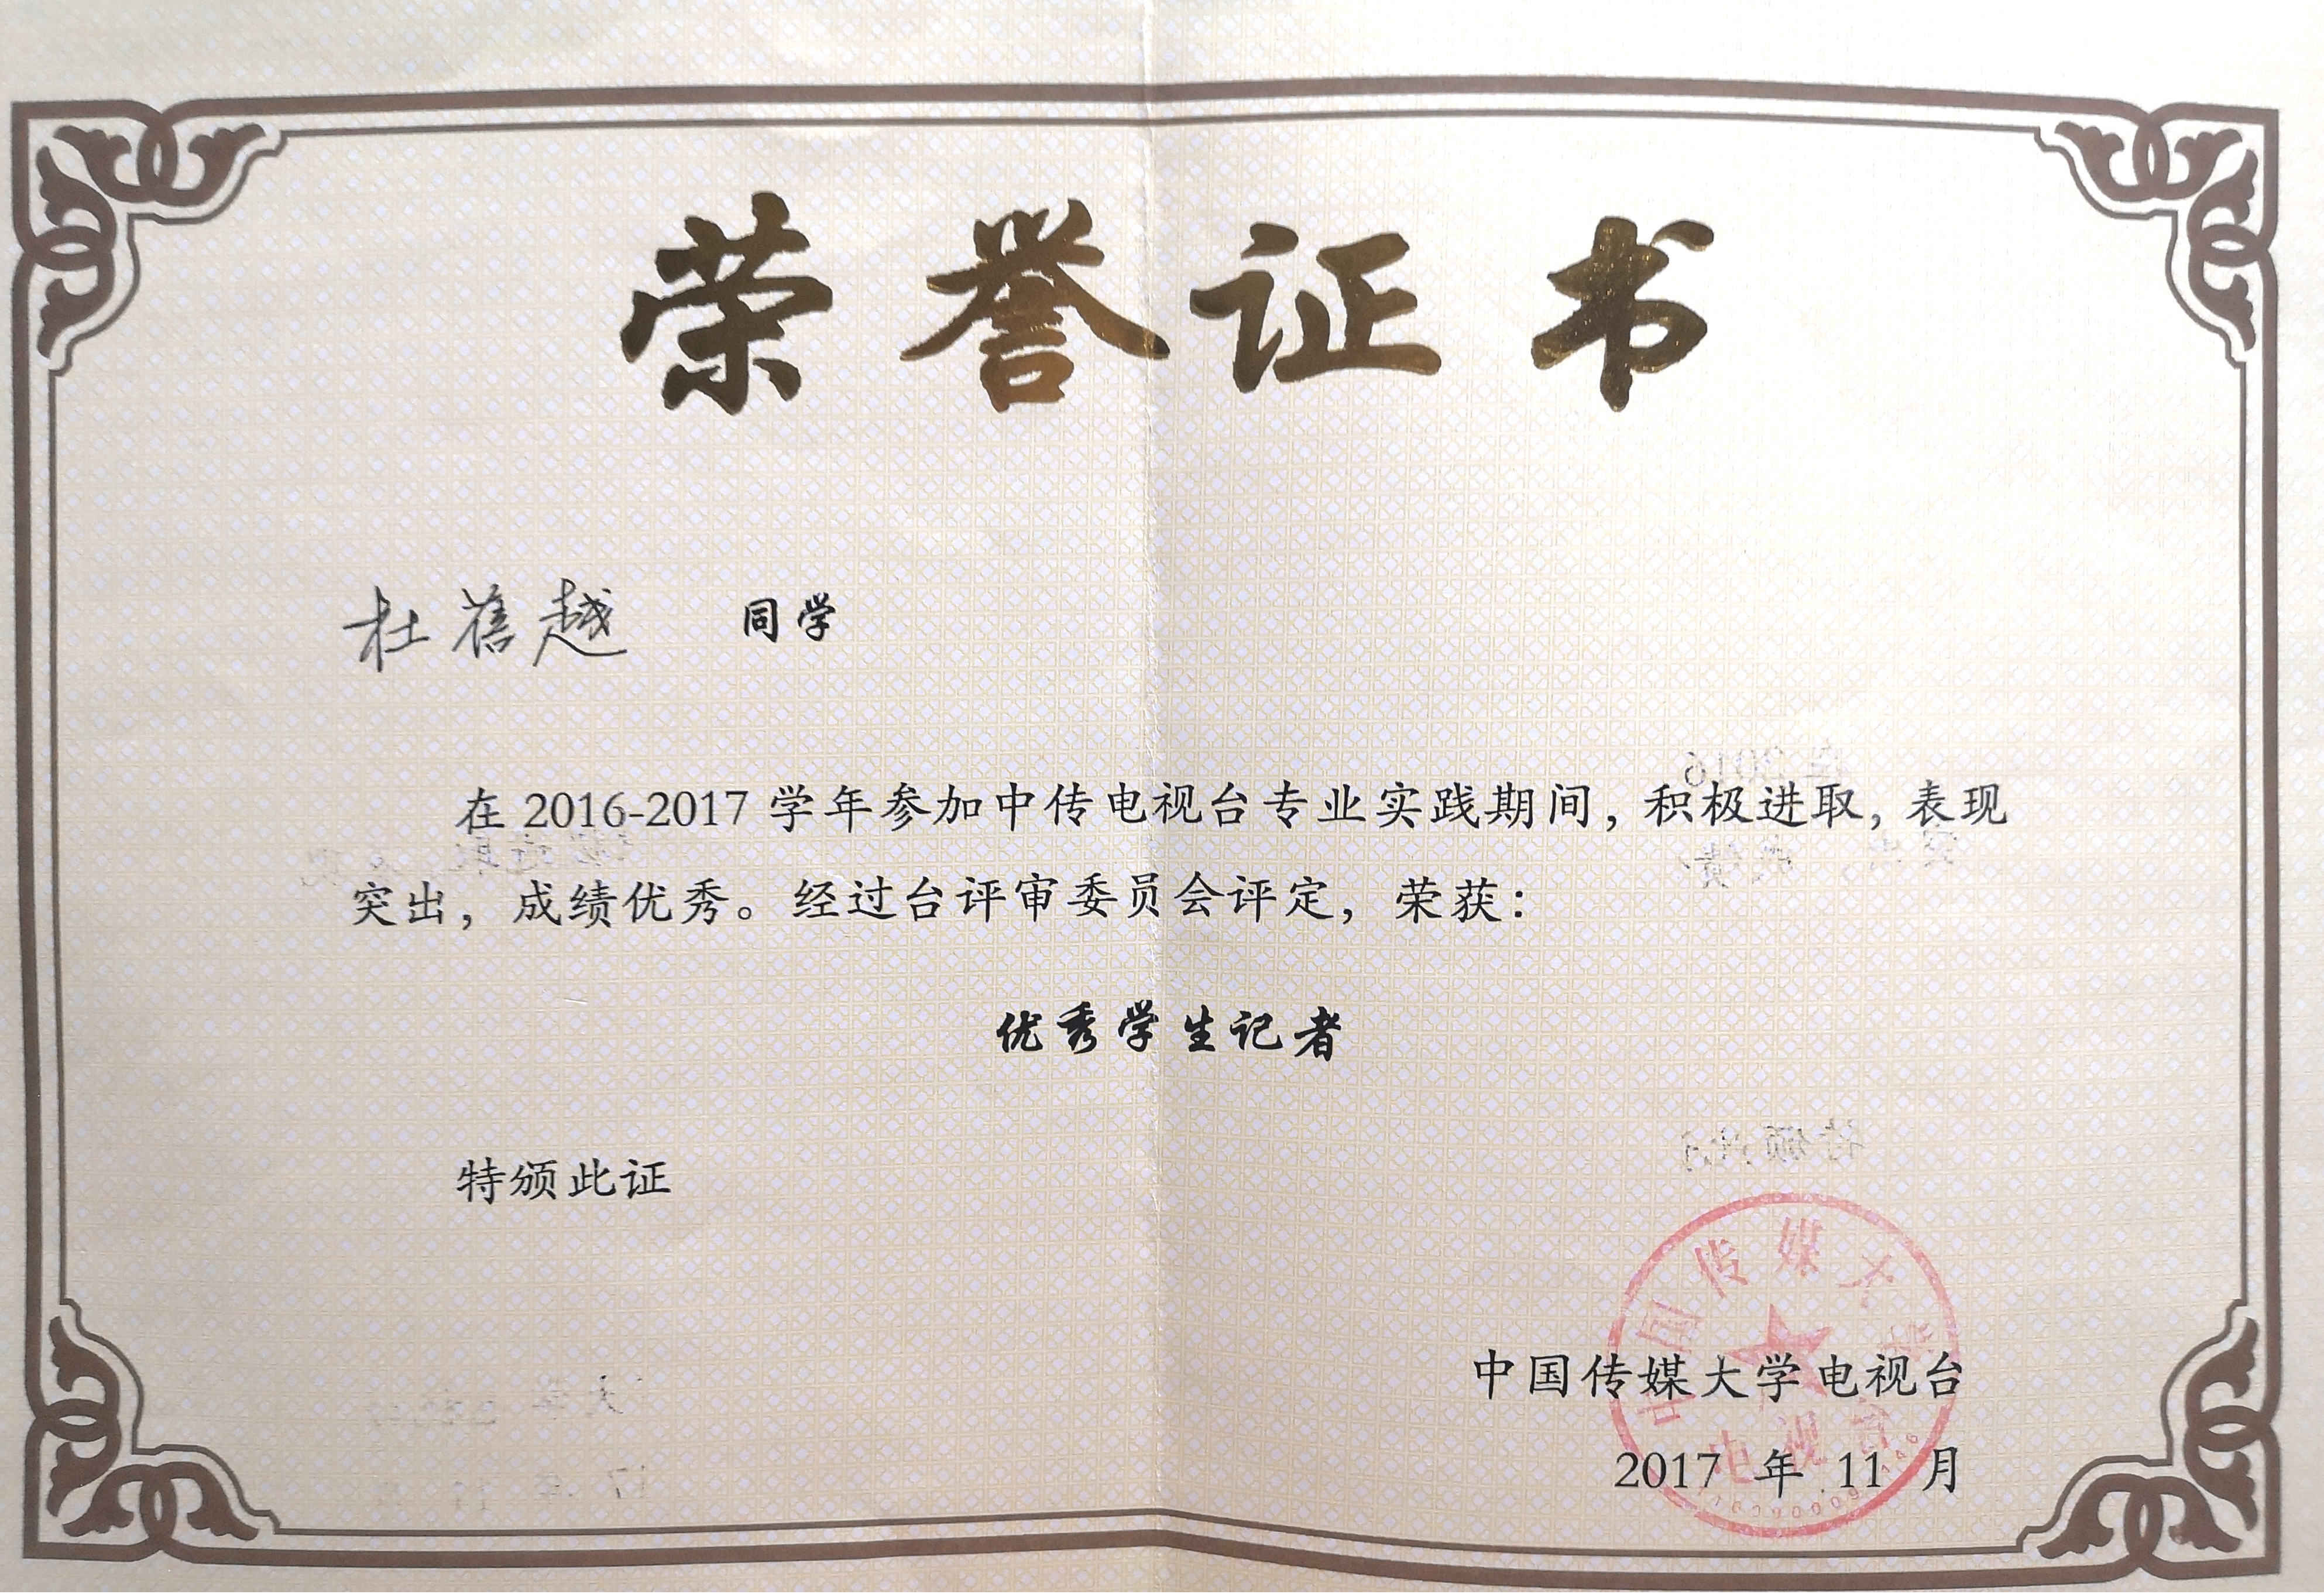 荣誉证书
杜蓓越 同学
在 2016-2017 学年参加中传电视台专业实践期间，积极进取，表现
突出，成绩优秀。经过台评审委员会评定，荣获：
优秀学生记者
特颁此证
中国传媒大学
电视台
中国传媒大学电视台
2017 年 11 月